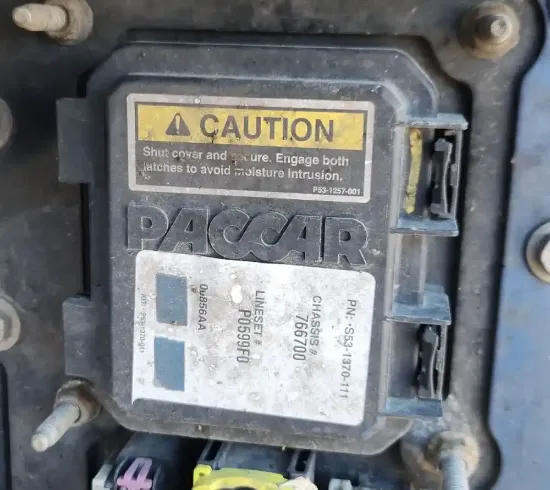 CAUTION
Shut cover and secure. Engage both
latches to avoid moisture intrusion.
P53-1257-001
PACCAR
PN: -S53-1370-111
CHASSIS #
766700
LINESET #
P0599F0
0u856AA